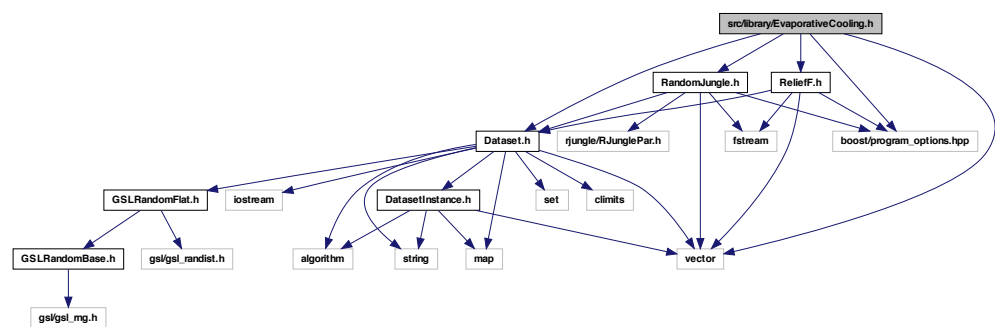 src/library/EvaporativeCooling.h
RandomJungle.h
ReliefF.h
Dataset.h
rjungle/RJunglePar.h
fstream
boost/program_options.hpp
GSLRandomFlat.h
iostream
DatasetInstance.h
set
climits
GSLRandomBase.h
gsl/gsl_randist.h
algorithm
string
map
vector
gsl/gsl_rng.h